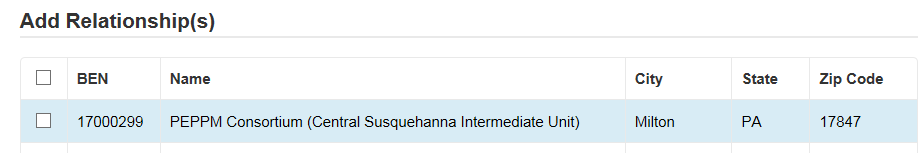 Add Relationship(s)
BEN Name City State Zip Code
17000299 PEPPM Consortium (Central Susquehanna Intermediate Unit) Milton PA 17847